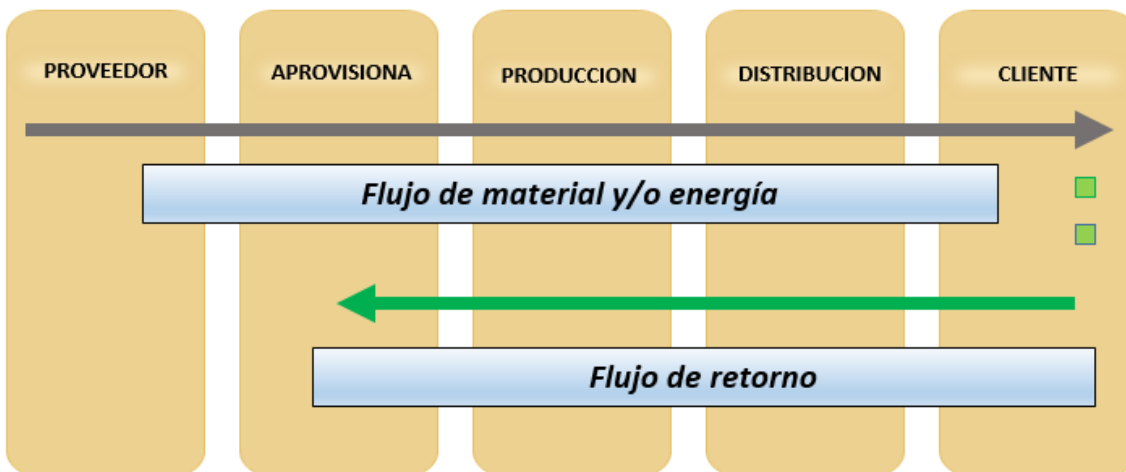 PROVEEDOR
APROVISIONA
PRODUCCION
DISTRIBUCION
CLIENTE
Flujo de material y/o energía
Flujo de retorno